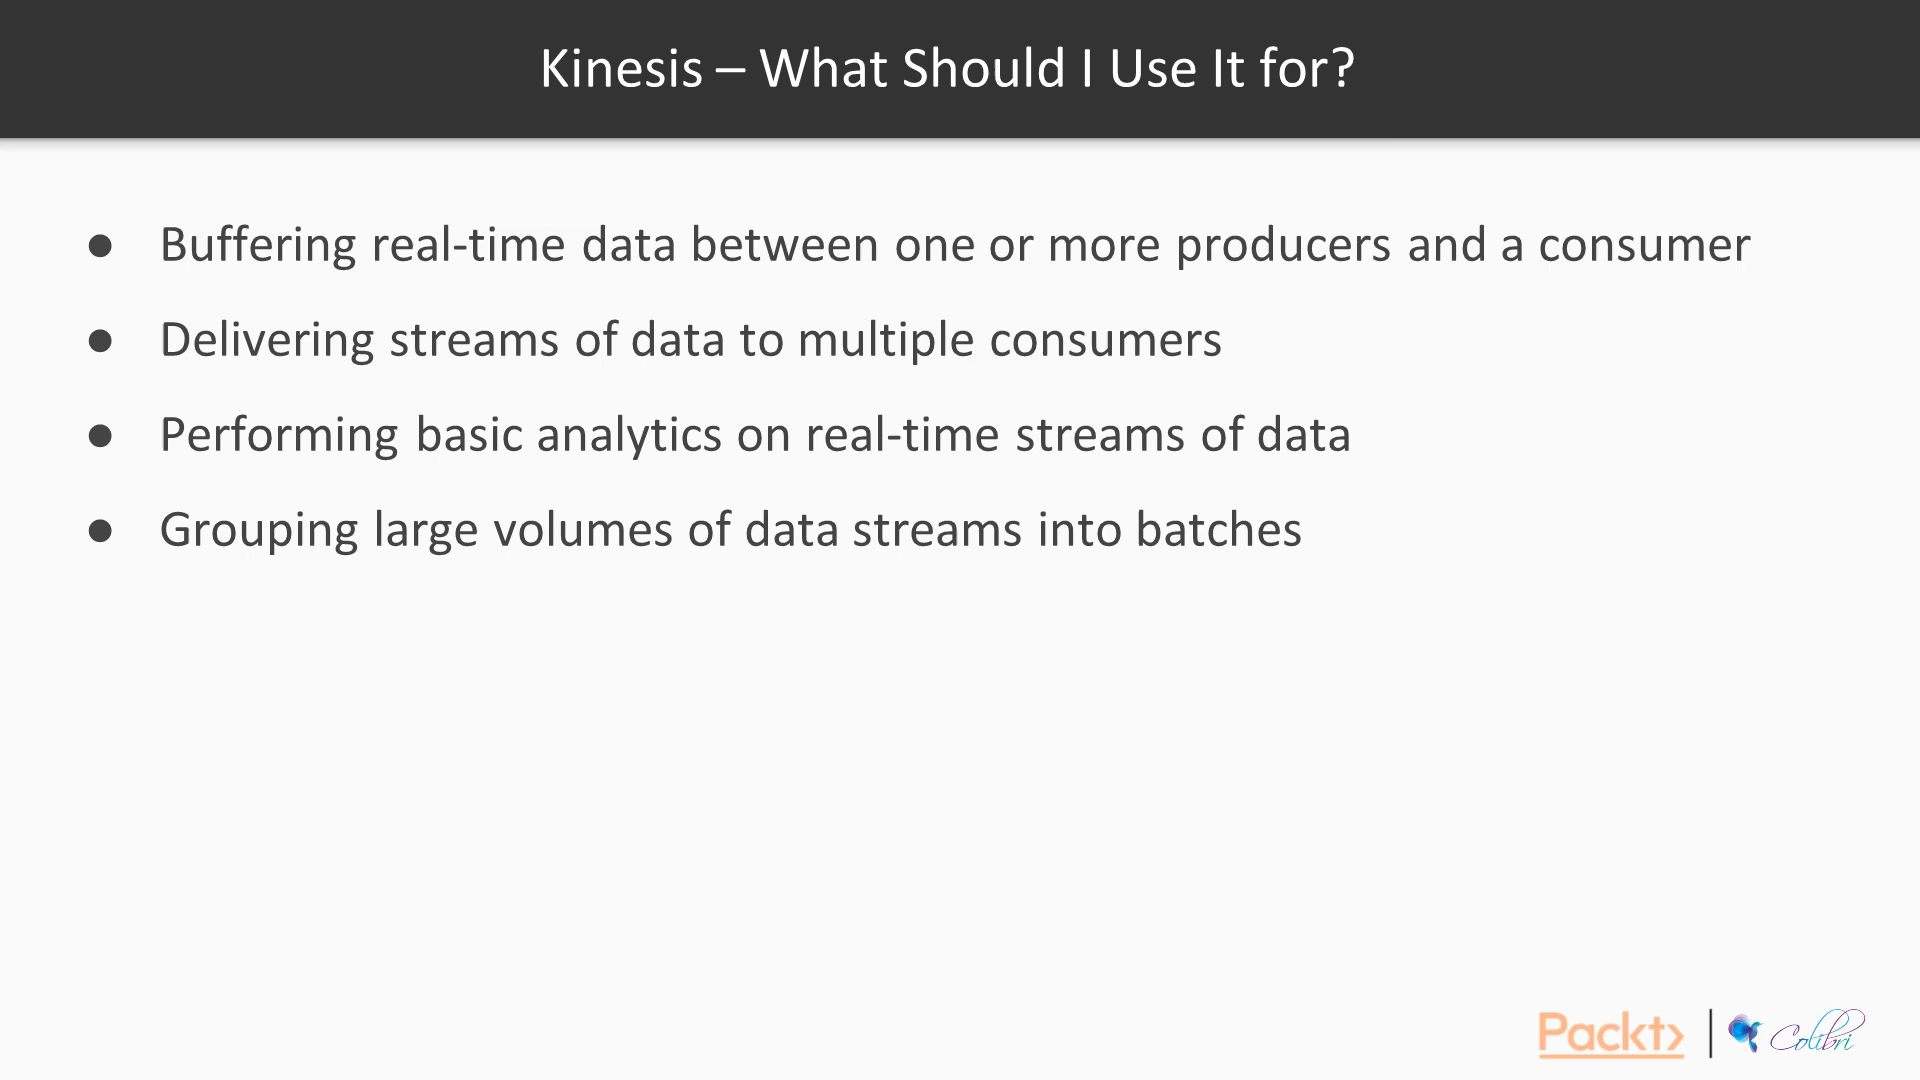 Kinesis – What Should I Use It for?
● Buffering real-time data between one or more producers and a consumer
● Delivering streams of data to multiple consumers
● Performing basic analytics on real-time streams of data
● Grouping large volumes of data streams into batches
Packt> | Colibri